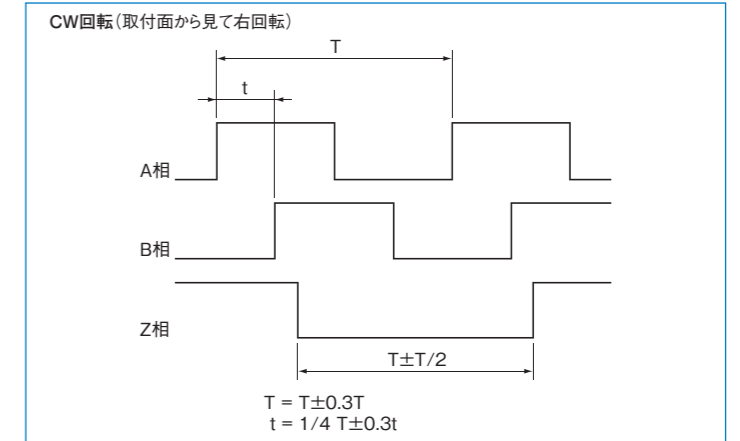 CW回転(取付面から見て右回転)
T
t
A相
B相
Z相
T±T/2
T = T±0.3T
t = 1/4 T±0.3t